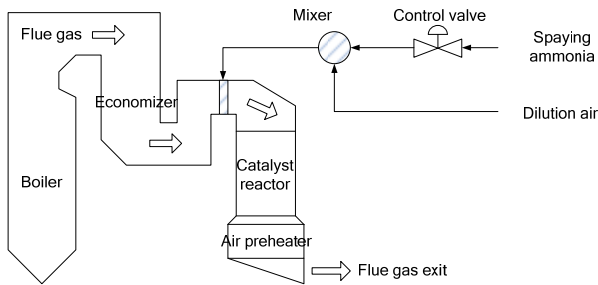 Mixer
Control valve
Flue gas
Spaying
ammonia
Economizer
Dilution air
Catalyst
reactor
Boiler
Air preheater
Flue gas exit